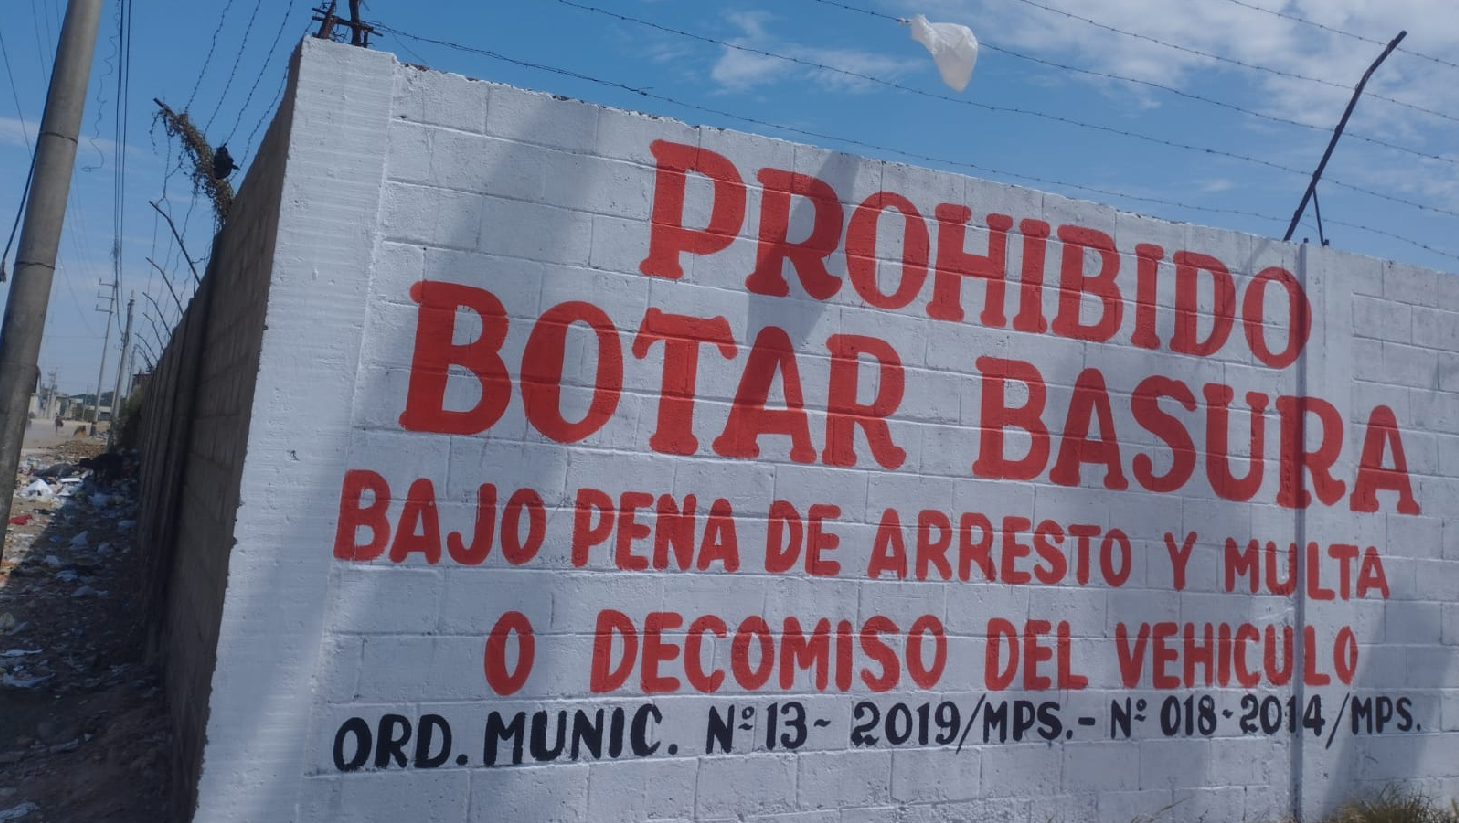 PROHIBIDO
BOTAR BASURA
BAJO PENA DE ARRESTO Y MULTA
O DECOMISO DEL VEHICULO
ORD. MUNIC. Nº 13~ 2019/MPS.- Nº 018-2014/MPS.